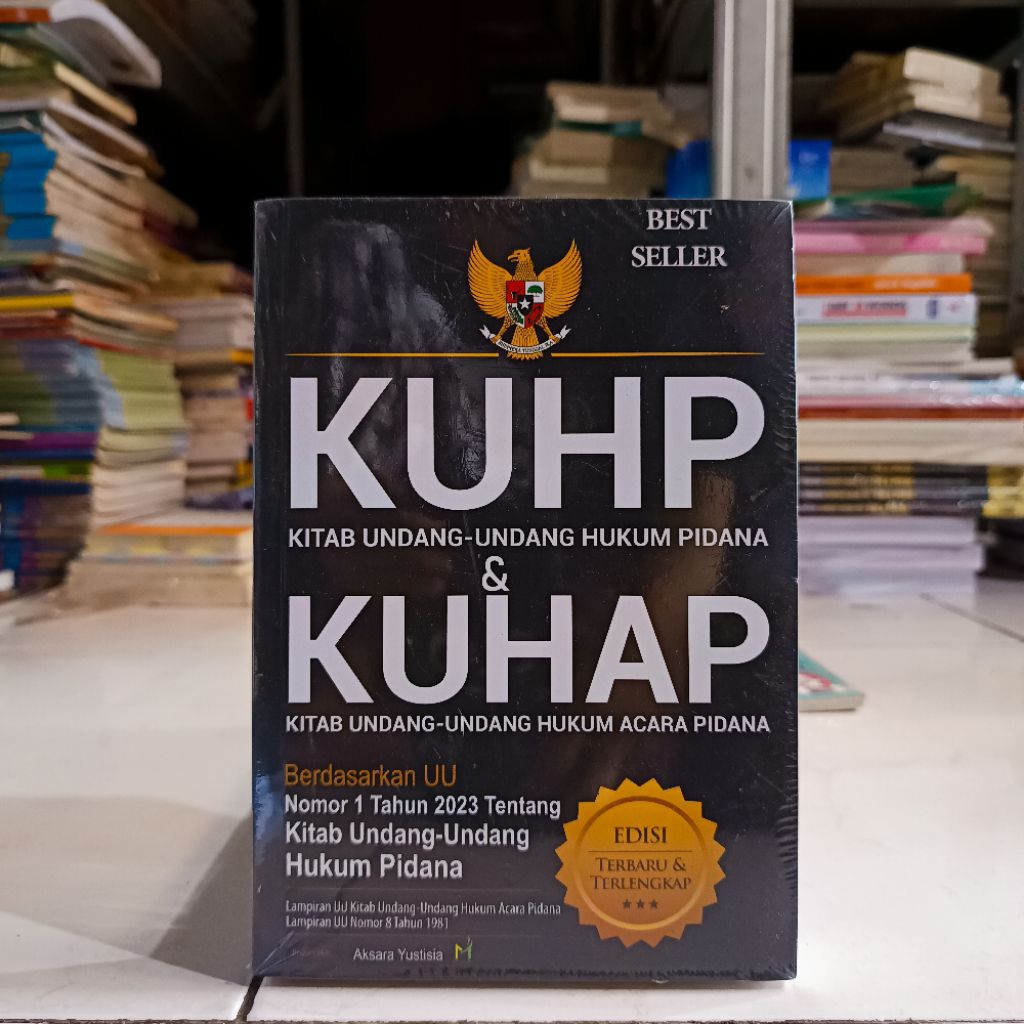 BEST
SELLER
KUHP
KITAB UNDANG-UNDANG HUKUM PIDANA
&
KUHAP
KITAB UNDANG-UNDANG HUKUM ACARA PIDANA
Berdasarkan UU
Nomor 1 Tahun 2023 Tentang
Kitab Undang-Undang
Hukum Pidana
EDISI
TERBARU &
TERLENGKAP
Lampiran UU Kitab Undang-Undang Hukum Acara Pidana
Lampiran UU Nomor 8 Tahun 1981
Aksara Yustisia